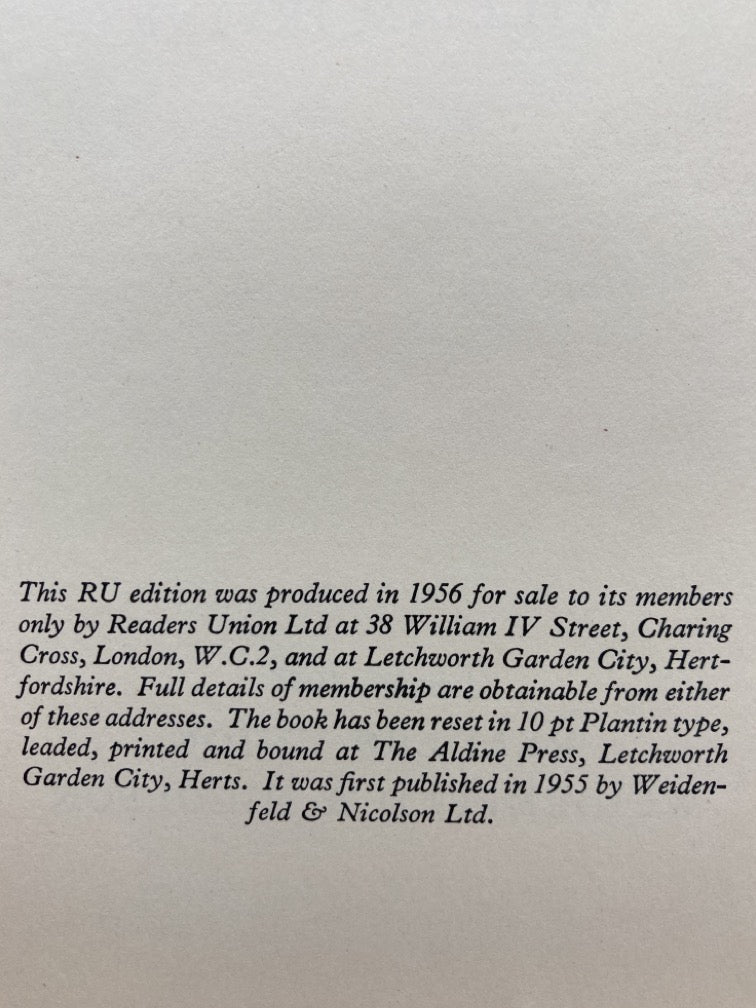 This RU edition was produced in 1956 for sale to its members
only by Readers Union Ltd at 38 William IV Street, Charing
Cross, London, W.C.2, and at Letchworth Garden City, Hert-
fordshire. Full details of membership are obtainable from either
of these addresses. The book has been reset in 10 pt Plantin type,
leaded, printed and bound at The Aldine Press, Letchworth
Garden City, Herts. It was first published in 1955 by Weiden-
feld & Nicolson Ltd.